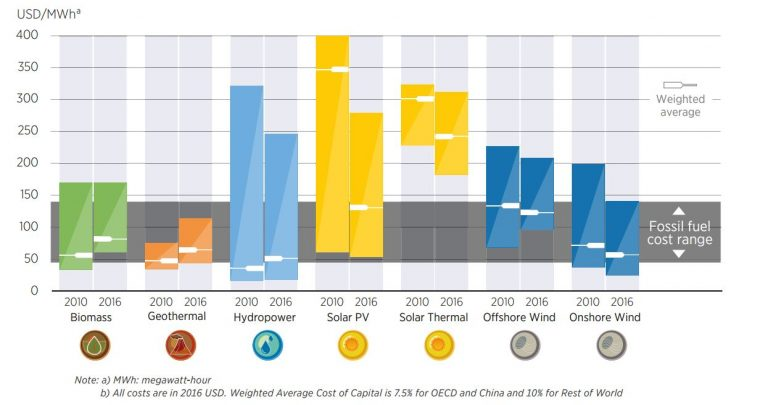 USD/MWhᵃ
400
350
300
250
200
150
100
50
0
Weighted
average
Fossil fuel
cost range
2010 2016 2010 2016 2010 2016 2010 2016 2010 2016 2010 2016 2010 2016
Biomass Geothermal Hydropower Solar PV Solar Thermal Offshore Wind Onshore Wind
Note: a) MWh: megawatt-hour
b) All costs are in 2016 USD. Weighted Average Cost of Capital is 7.5% for OECD and China and 10% for Rest of World